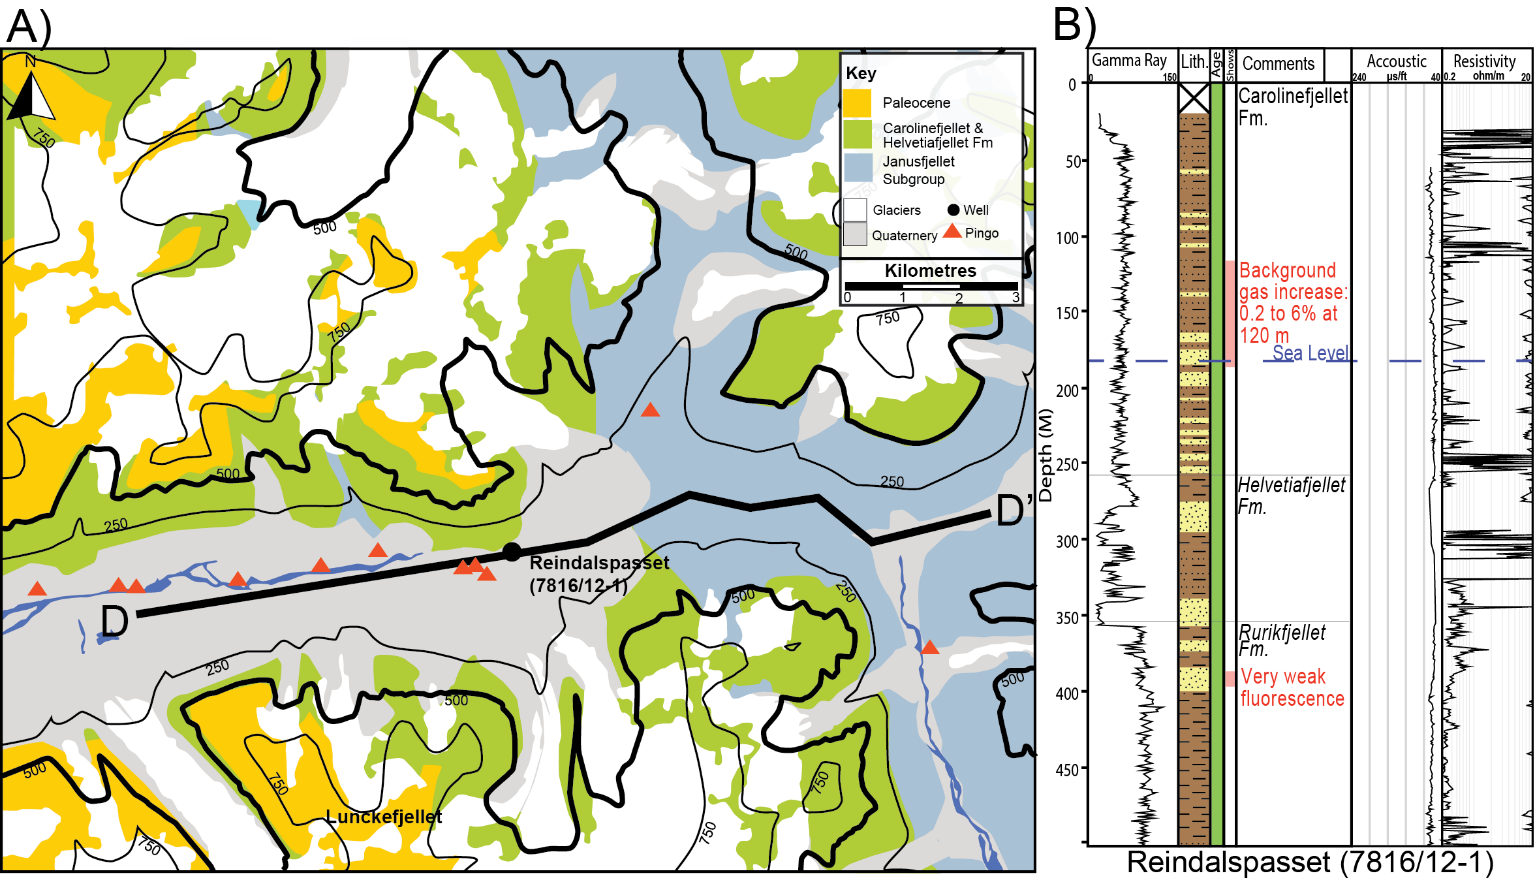 A)
N
750
500
500
750
500
250
250
500
750
500
750
Lunckefjellet
750
500
500
250
750
500
250
D
D'
Reindalspasset
(7816/12-1)
750
Key
Paleocene
Carolinefjellet &
Helvetiafjellet Fm
Janusfjellet
Subgroup
Glaciers
Well
Quaternery
Pingo
Kilometres
0 1 2 3
B)
Gamma Ray
0 150
Lith.
Age
Shows
Comments
Accoustic
240 µs/ft 40
Resistivity
0.2 ohm/m 20
Depth (M)
0
50
100
150
200
250
300
350
400
450
Carolinefjellet
Fm.
Background
gas increase:
0.2 to 6% at
120 m
Sea Level
Helvetiafjellet
Fm.
Rurikfjellet
Fm.
Very weak
fluorescence
Reindalspasset (7816/12-1)